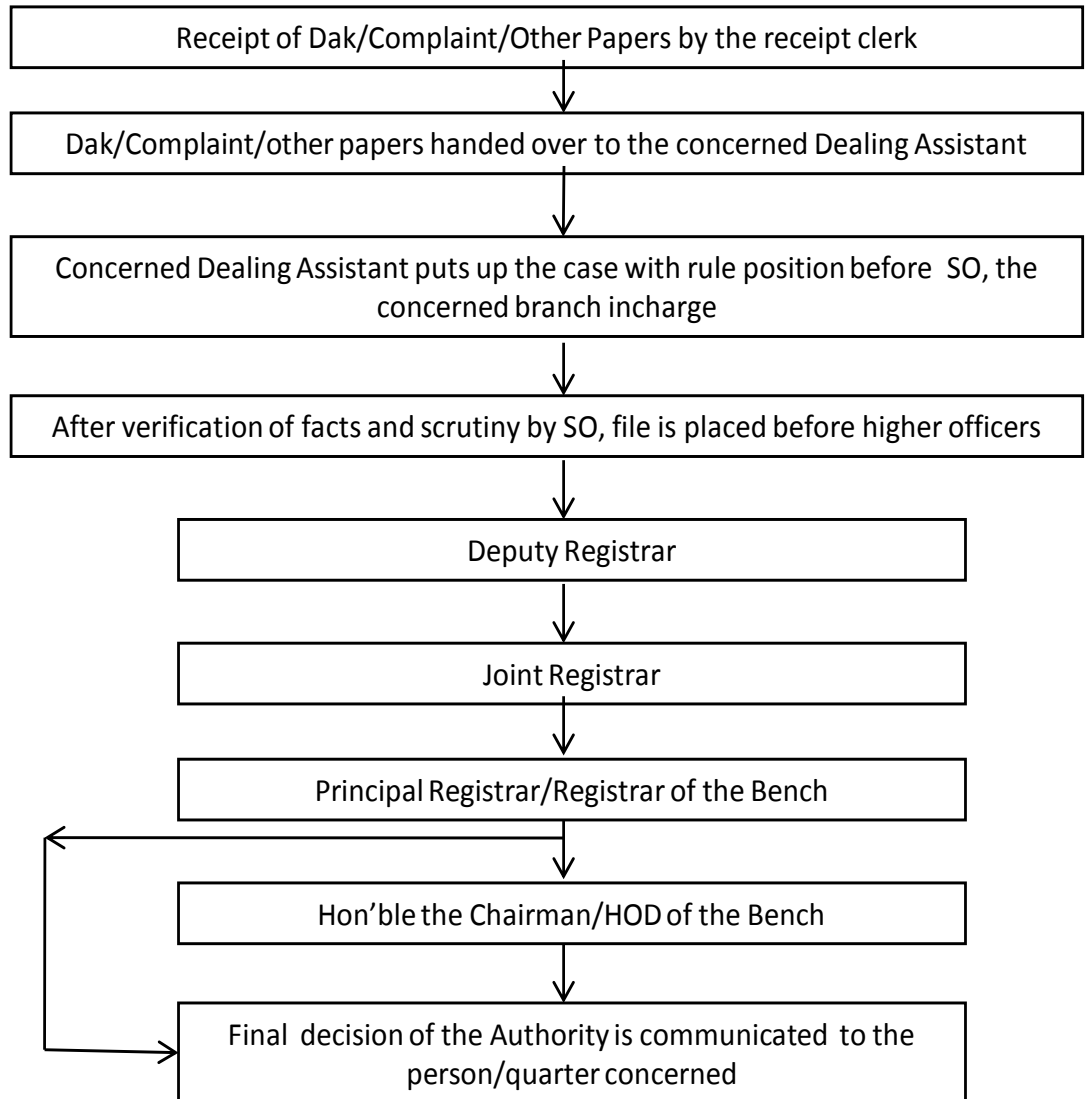 Receipt of Dak/Complaint/Other Papers by the receipt clerk
Dak/Complaint/other papers handed over to the concerned Dealing Assistant
Concerned Dealing Assistant puts up the case with rule position before SO, the
concerned branch incharge
After verification of facts and scrutiny by SO, file is placed before higher officers
Deputy Registrar
Joint Registrar
Principal Registrar/Registrar of the Bench
Hon’ble the Chairman/HOD of the Bench
Final decision of the Authority is communicated to the
person/quarter concerned